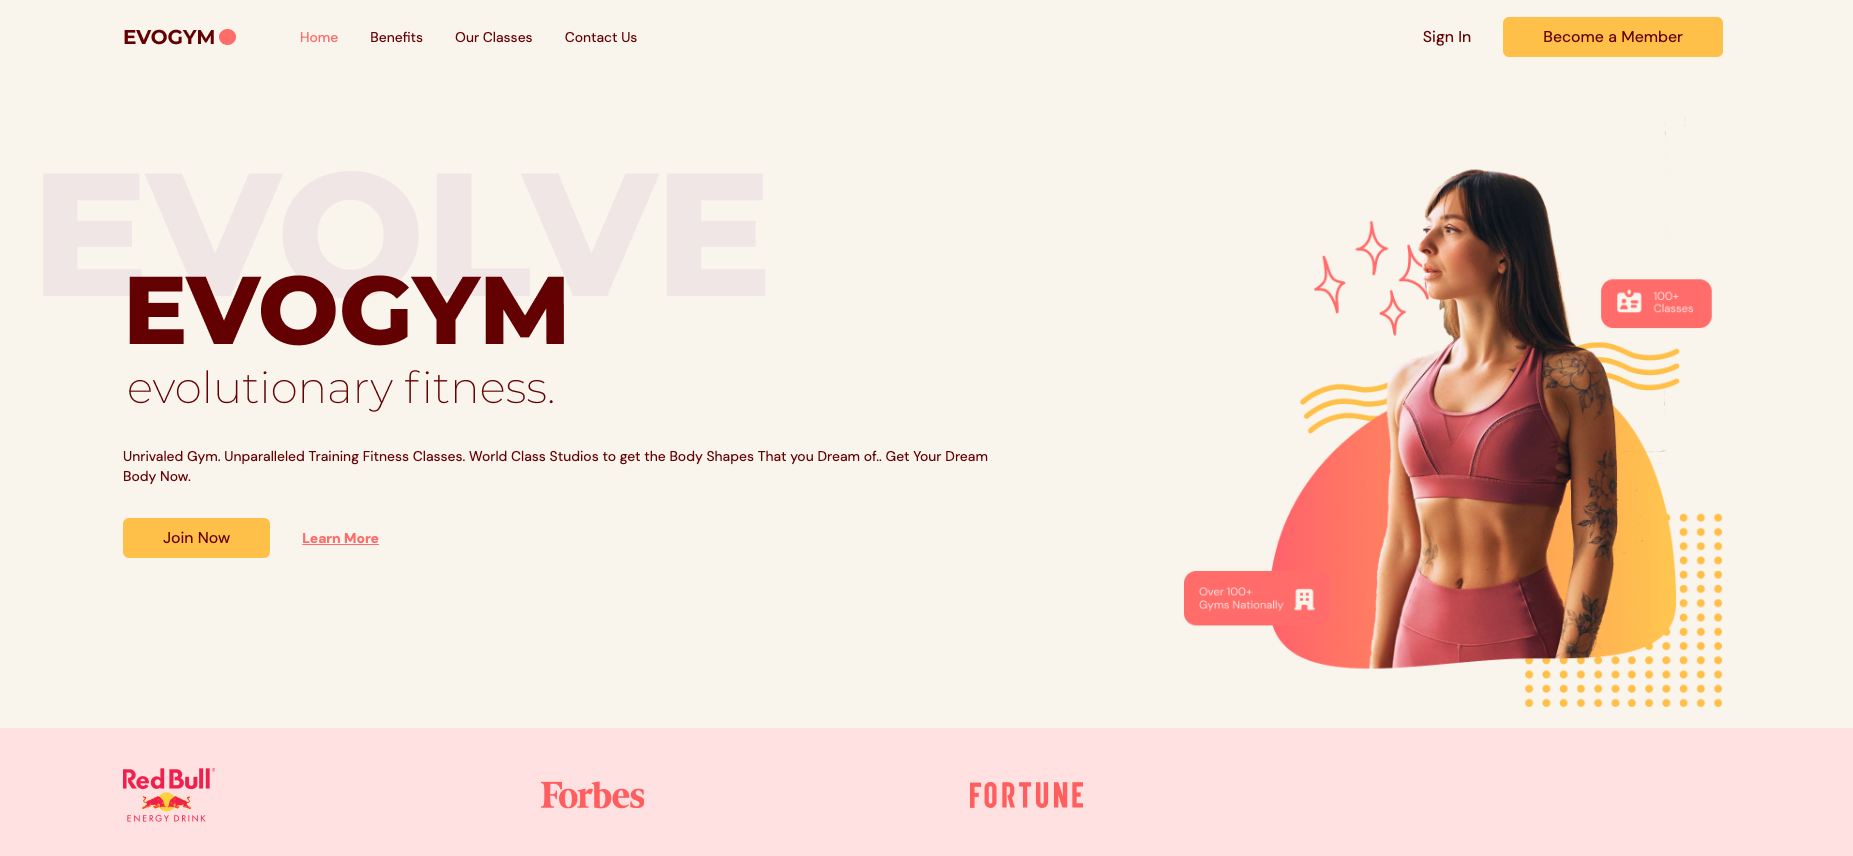 EVOGYM
Home
Benefits
Our Classes
Contact Us
Sign In
Become a Member
EVOLVE
EVOGYM
evolutionary fitness.
Unrivaled Gym. Unparalleled Training Fitness Classes. World Class Studios to get the Body Shapes That you Dream of.. Get Your Dream
Body Now.
Join Now
Learn More
100+
Classes
Over 100+
Gyms Nationally
Red Bull®
ENERGY DRINK
Forbes
FORTUNE